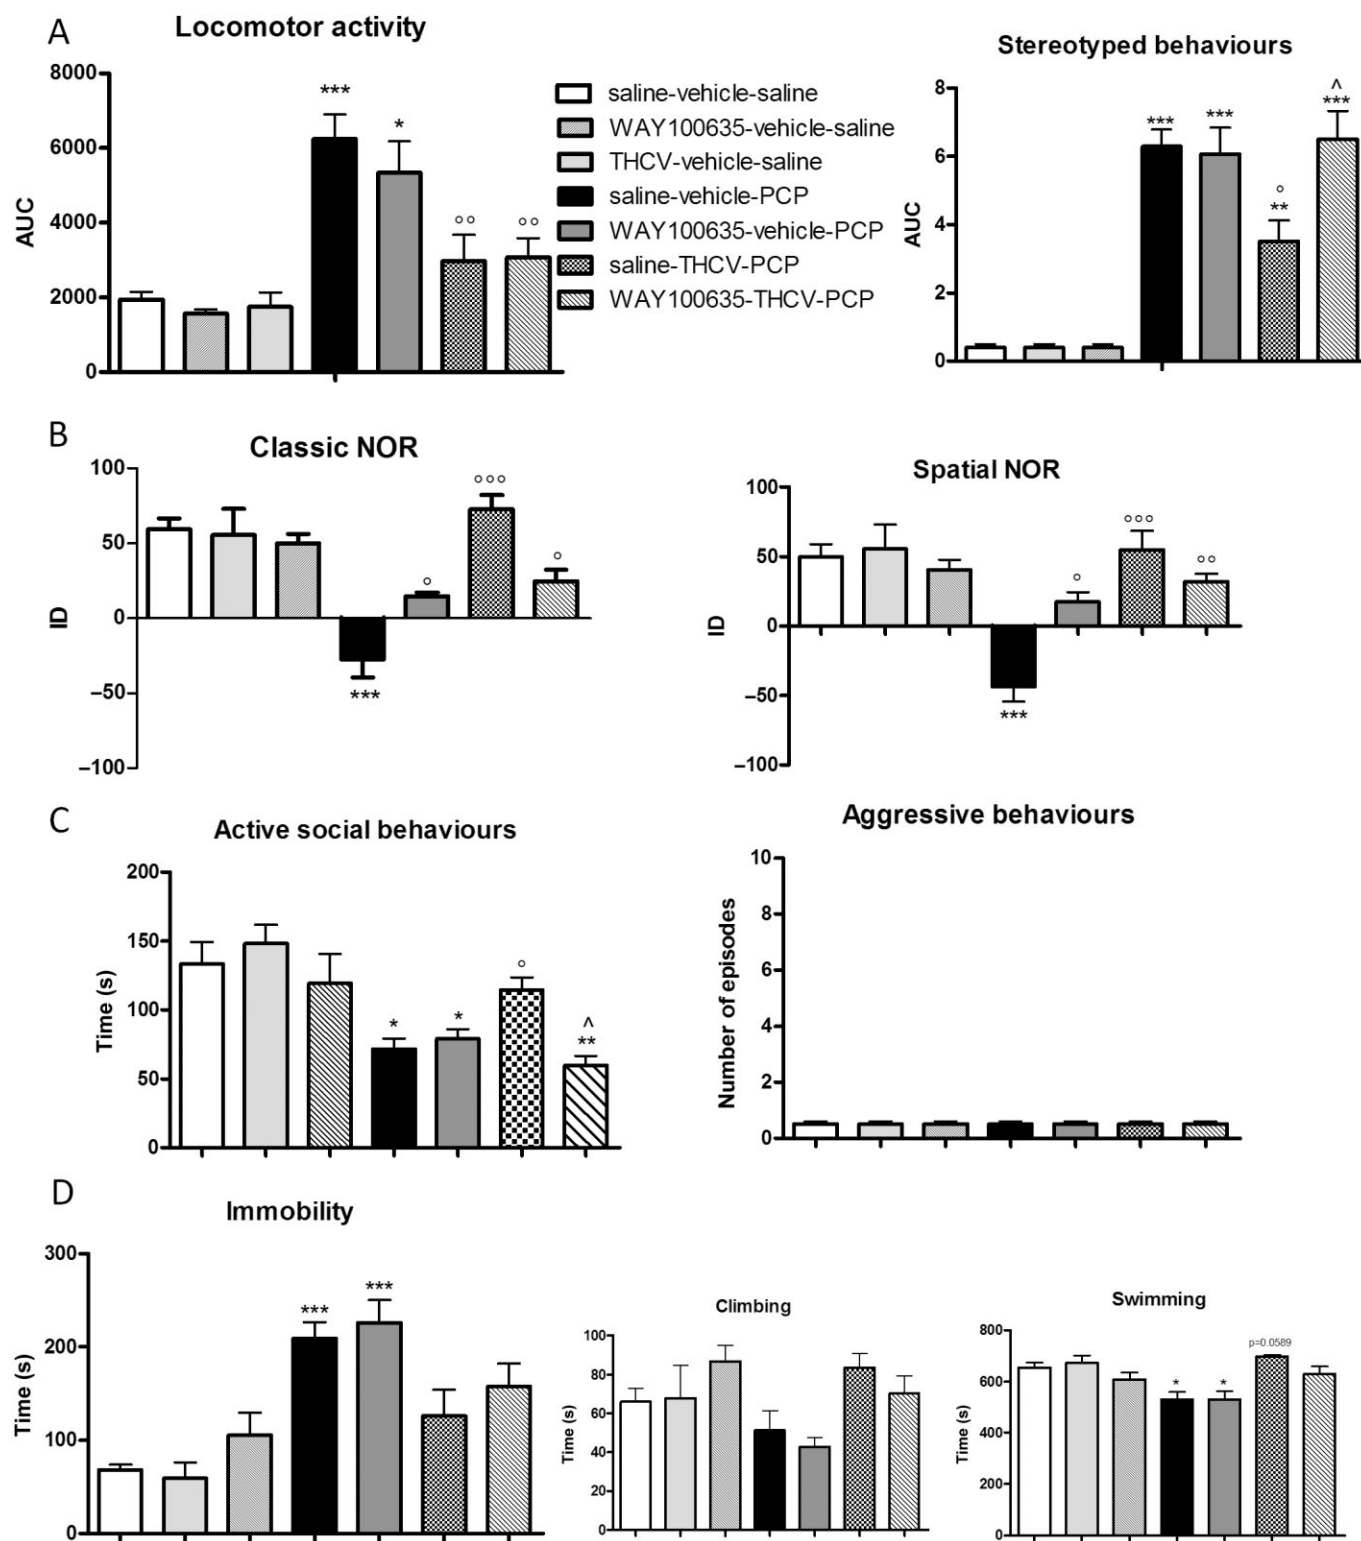 A
Locomotor activity
8000
6000
4000
2000
0
AUC
***
*
°°
°°
saline-vehicle-saline
WAY100635-vehicle-saline
THCV-vehicle-saline
saline-vehicle-PCP
WAY100635-vehicle-PCP
saline-THCV-PCP
WAY100635-THCV-PCP
Stereotyped behaviours
8
6
4
2
0
AUC
***
***
°
**
^
***
B
Classic NOR
100
50
0
–50
–100
ID
***
°
°°°
°
Spatial NOR
100
50
0
–50
–100
ID
***
°
°°°
°°
C
Active social behaviours
200
150
100
50
0
Time (s)
*
*
°
^
**
Aggressive behaviours
10
8
6
4
2
0
Number of episodes
D
Immobility
300
200
100
0
Time (s)
***
***
Climbing
100
80
60
40
20
0
Time (s)
Swimming
800
600
400
200
0
Time (s)
*
*
p=0.0589